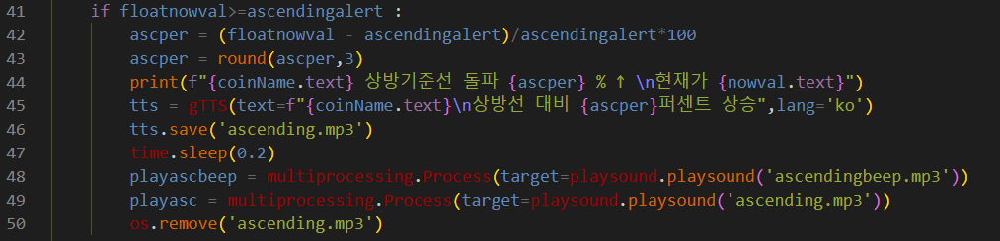 41 if floatnowval>=ascendingalert :
42 ascper = (floatnowval - ascendingalert)/ascendingalert*100
43 ascper = round(ascper,3)
44 print(f"{coinName.text} 상방기준선 돌파 {ascper} % ↑ \n현재가 {nowval.text}")
45 tts = gTTS(text=f"{coinName.text}\n상방선 대비 {ascper}퍼센트 상승",lang='ko')
46 tts.save('ascending.mp3')
47 time.sleep(0.2)
48 playascbeep = multiprocessing.Process(target=playsound.playsound('ascendingbeep.mp3'))
49 playasc = multiprocessing.Process(target=playsound.playsound('ascending.mp3'))
50 os.remove('ascending.mp3')